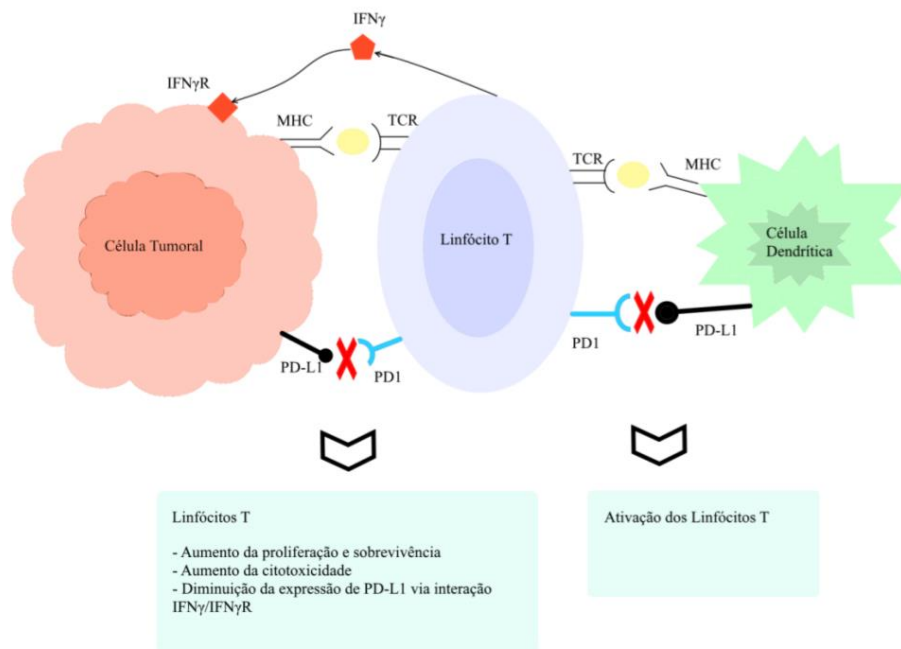 IFNγ
IFNγR
MHC
TCR
TCR
MHC
Célula Tumoral
Linfócito T
Célula
Dendrítica
PD-L1
PD1
PD1
PD-L1
Linfócitos T
- Aumento da proliferação e sobrevivência
- Aumento da citotoxicidade
- Diminuição da expressão de PD-L1 via interação
IFNγ/IFNγR
Ativação dos Linfócitos T